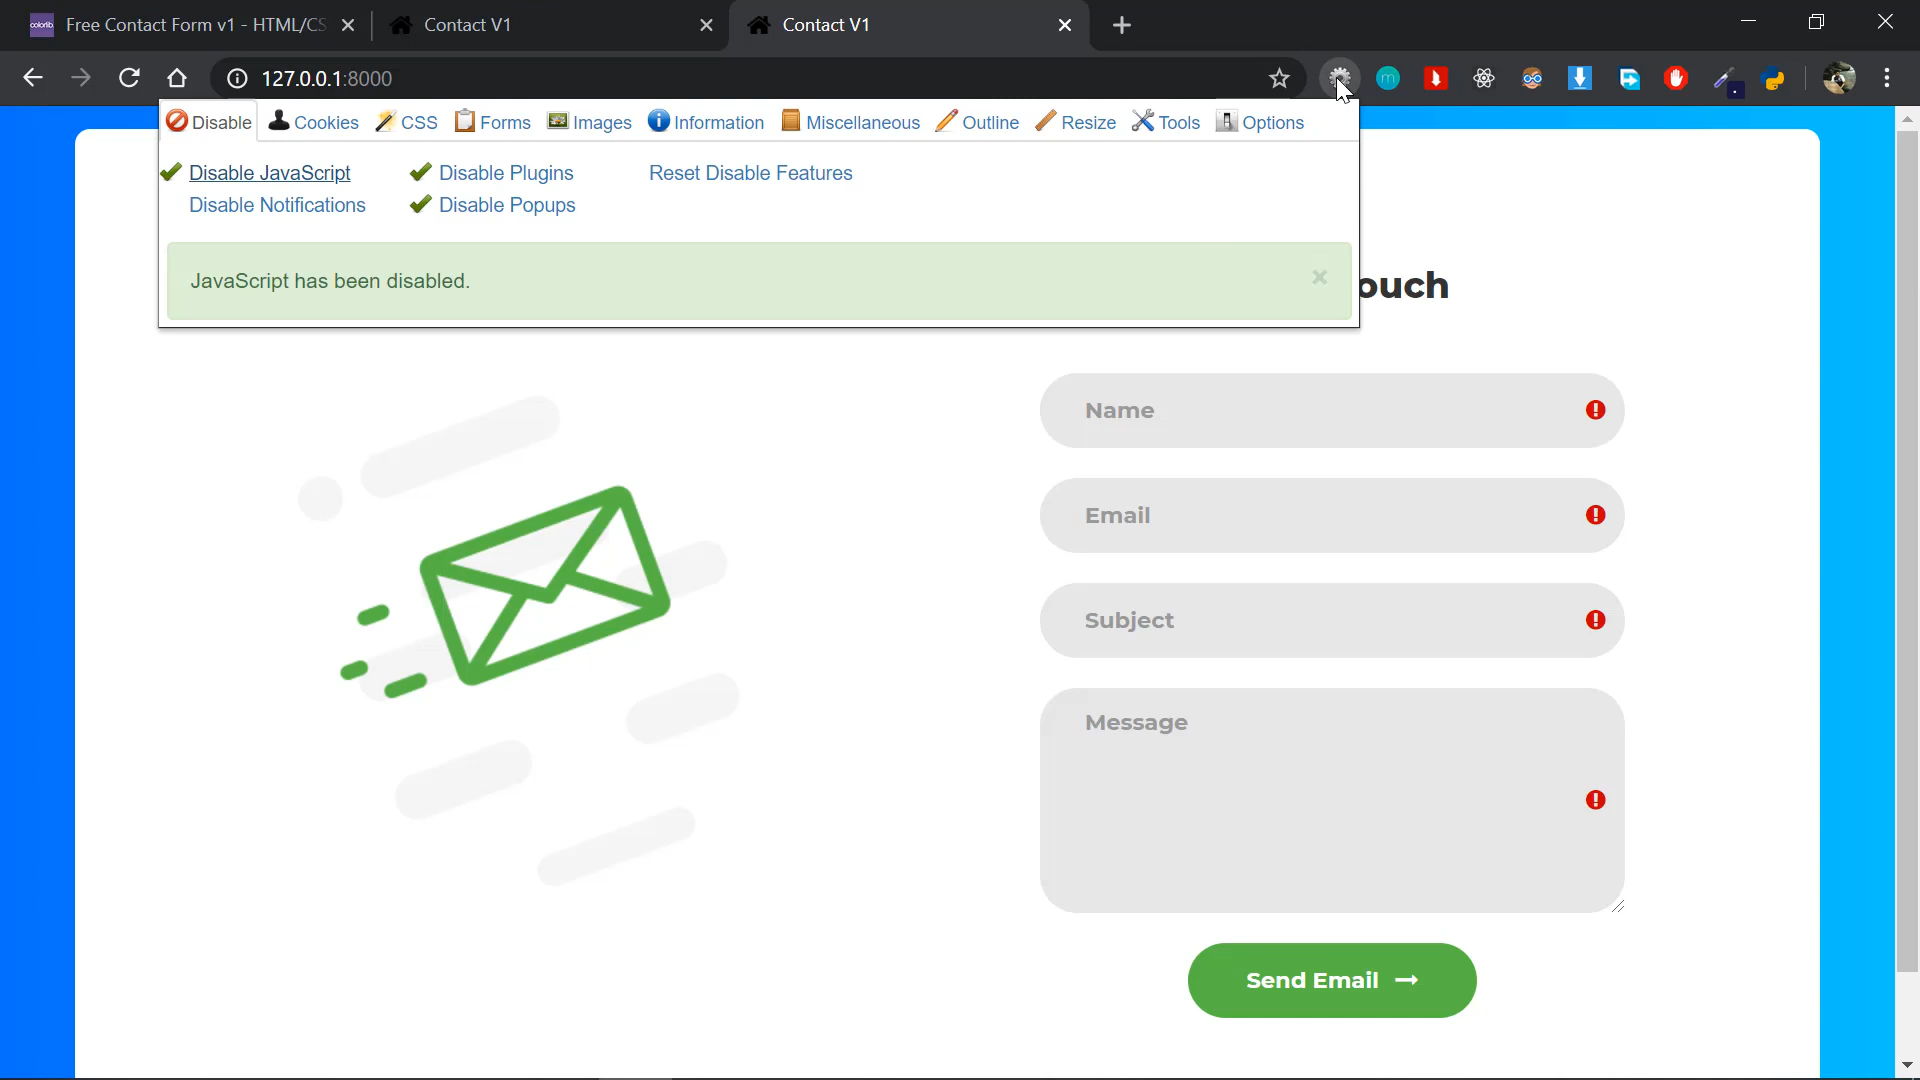 colorlib Free Contact Form v1 - HTML/CS
Contact V1
Contact V1
127.0.0.1:8000
m
Disable
Cookies
CSS
Forms
Images
Information
Miscellaneous
Outline
Resize
Tools
Options
Disable JavaScript
Disable Plugins
Reset Disable Features
Disable Notifications
Disable Popups
JavaScript has been disabled.
ouch
Name
Email
Subject
Message
Send Email